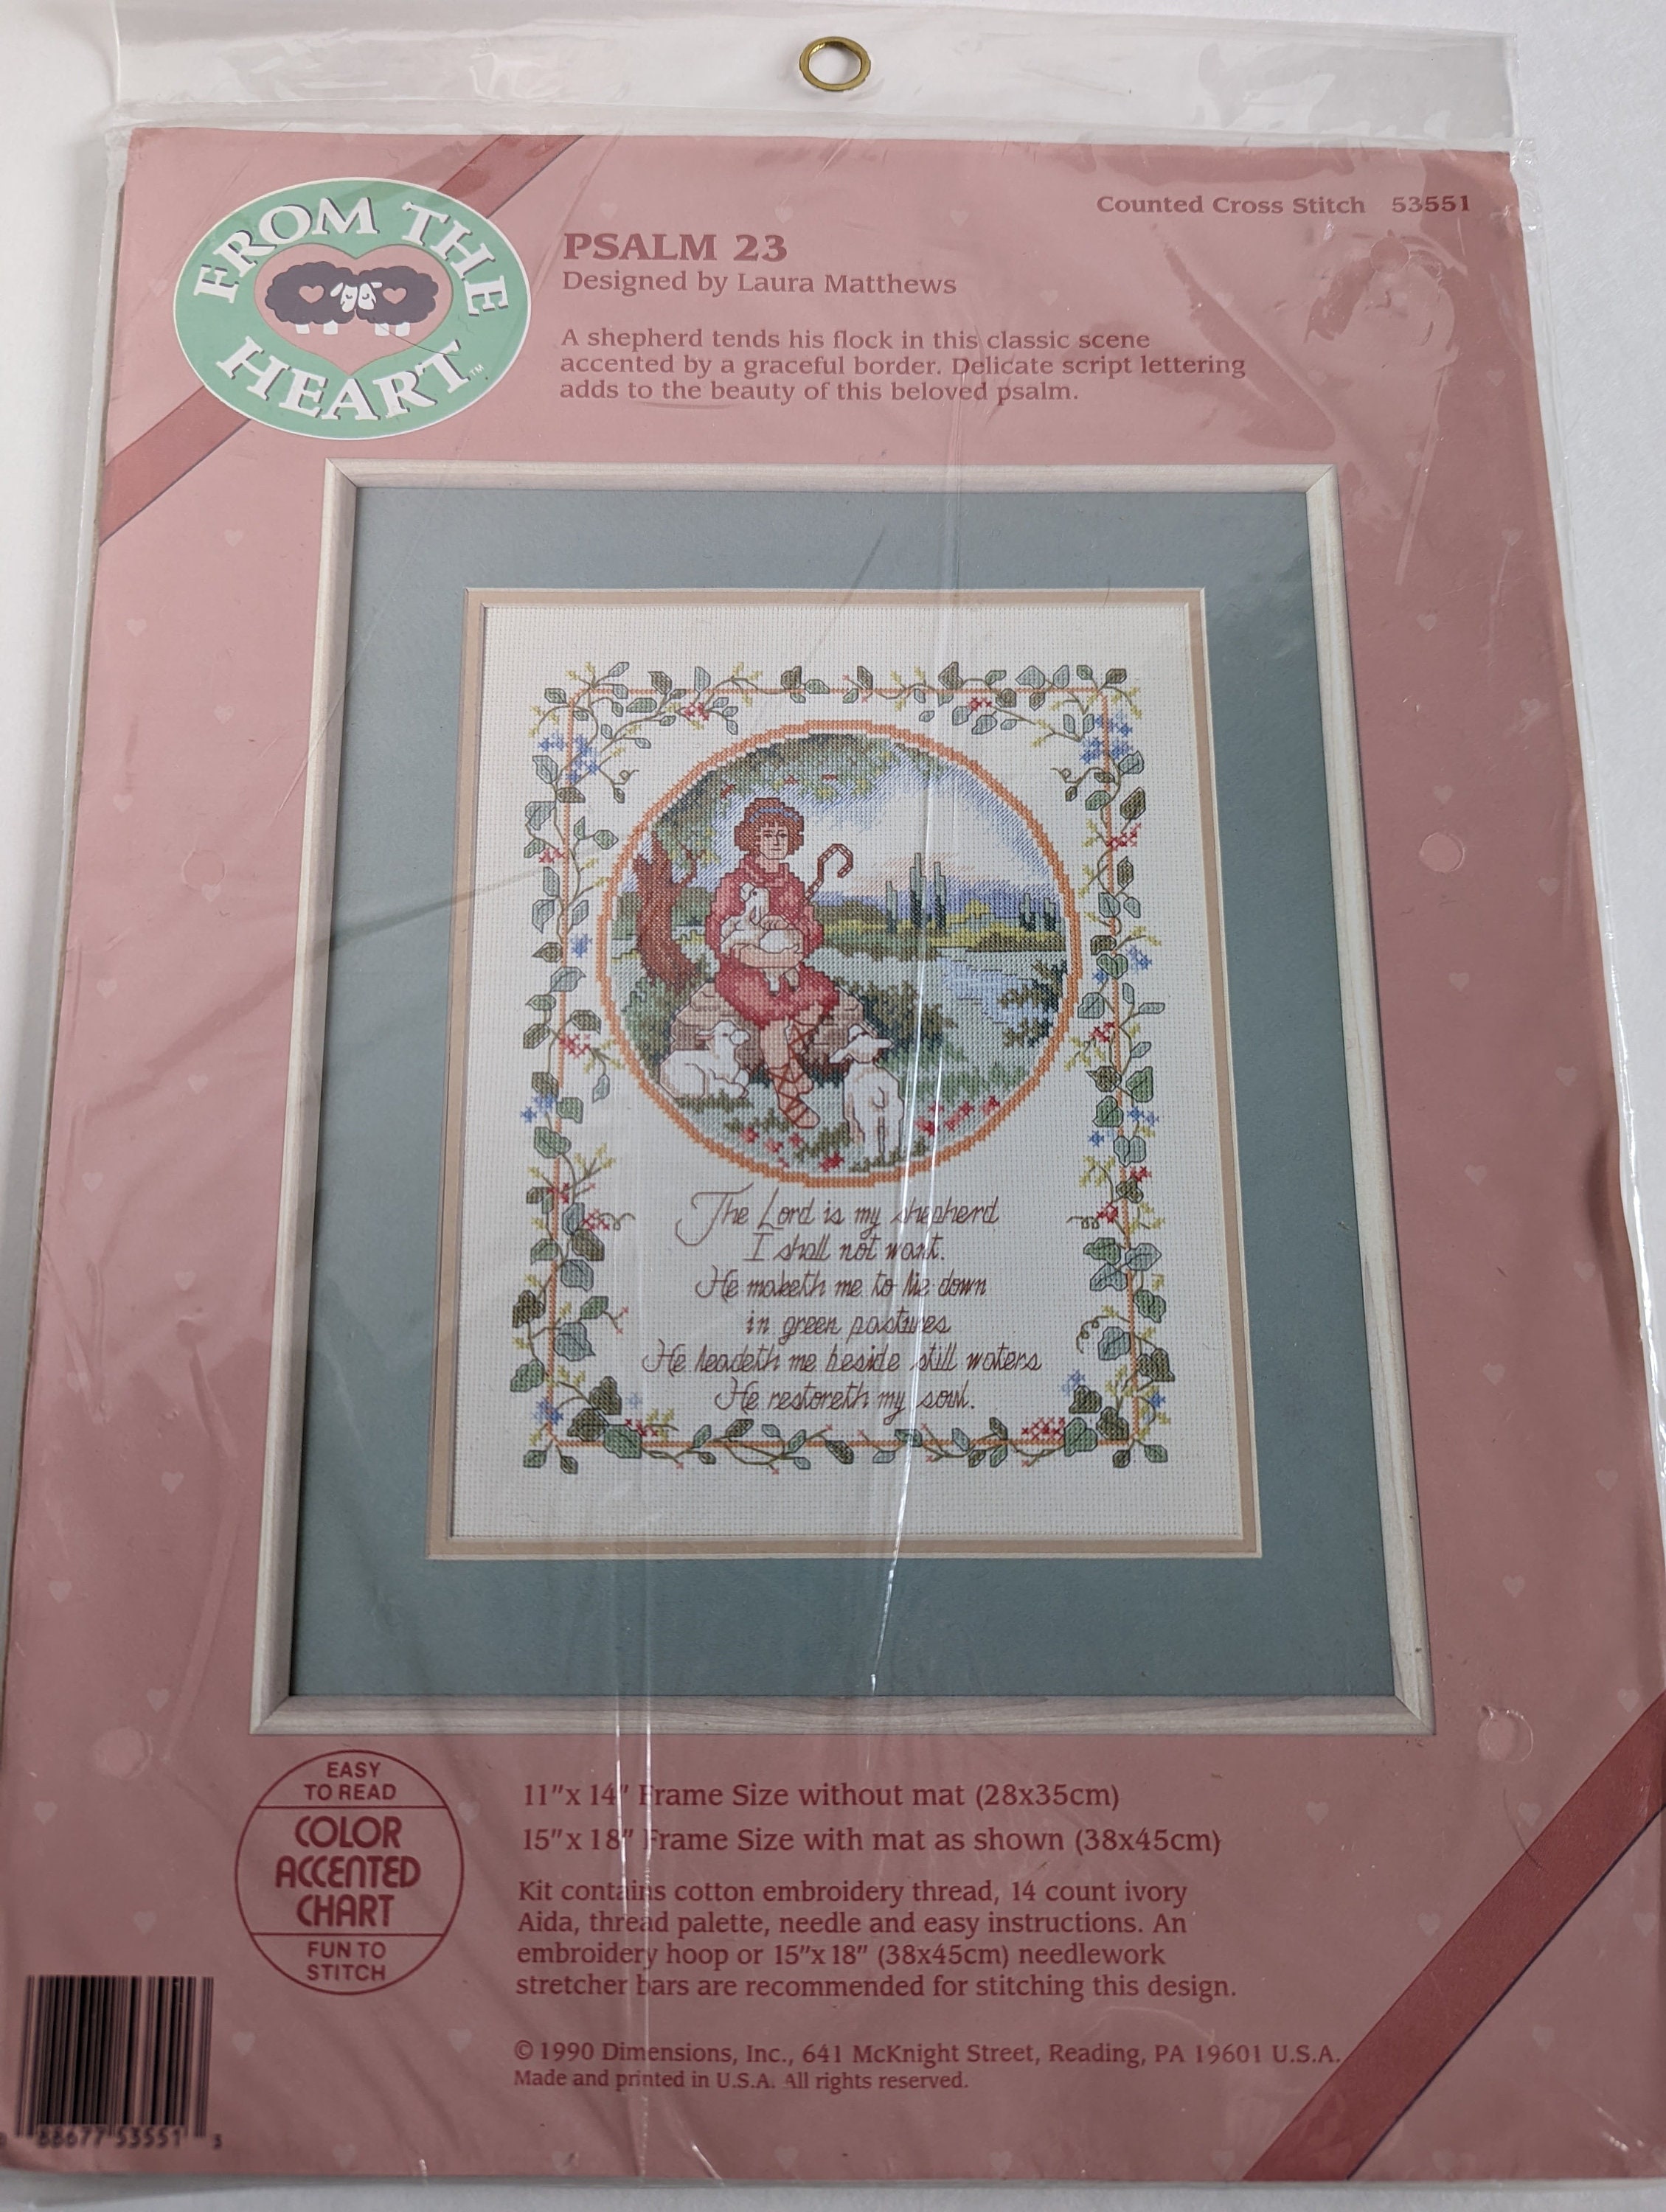 FROM THE
HEART™
Counted Cross Stitch 53551
PSALM 23
Designed by Laura Matthews
A shepherd tends his flock in this classic scene
accented by a graceful border. Delicate script lettering
adds to the beauty of this beloved psalm.
The Lord is my shepherd
I shall not want.
He maketh me to lie down
in green pastures
He leadeth me beside still waters
He restoreth my soul.
EASY
TO READ
COLOR
ACCENTED
CHART
FUN TO
STITCH
11"x 14" Frame Size without mat (28x35cm)
15"x 18" Frame Size with mat as shown (38x45cm)
Kit contains cotton embroidery thread, 14 count ivory
Aida, thread palette, needle and easy instructions. An
embroidery hoop or 15"x 18" (38x45cm) needlework
stretcher bars are recommended for stitching this design.
© 1990 Dimensions, Inc., 641 McKnight Street, Reading, PA 19601 U.S.A.
Made and printed in U.S.A. All rights reserved.
0 88677 53551 3